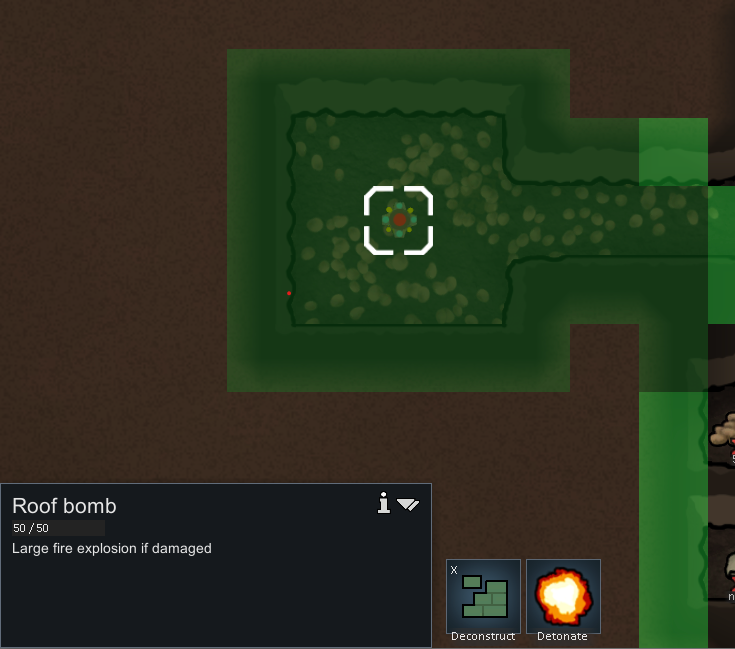 Roof bomb
50 / 50
Large fire explosion if damaged
X
Deconstruct
Detonate